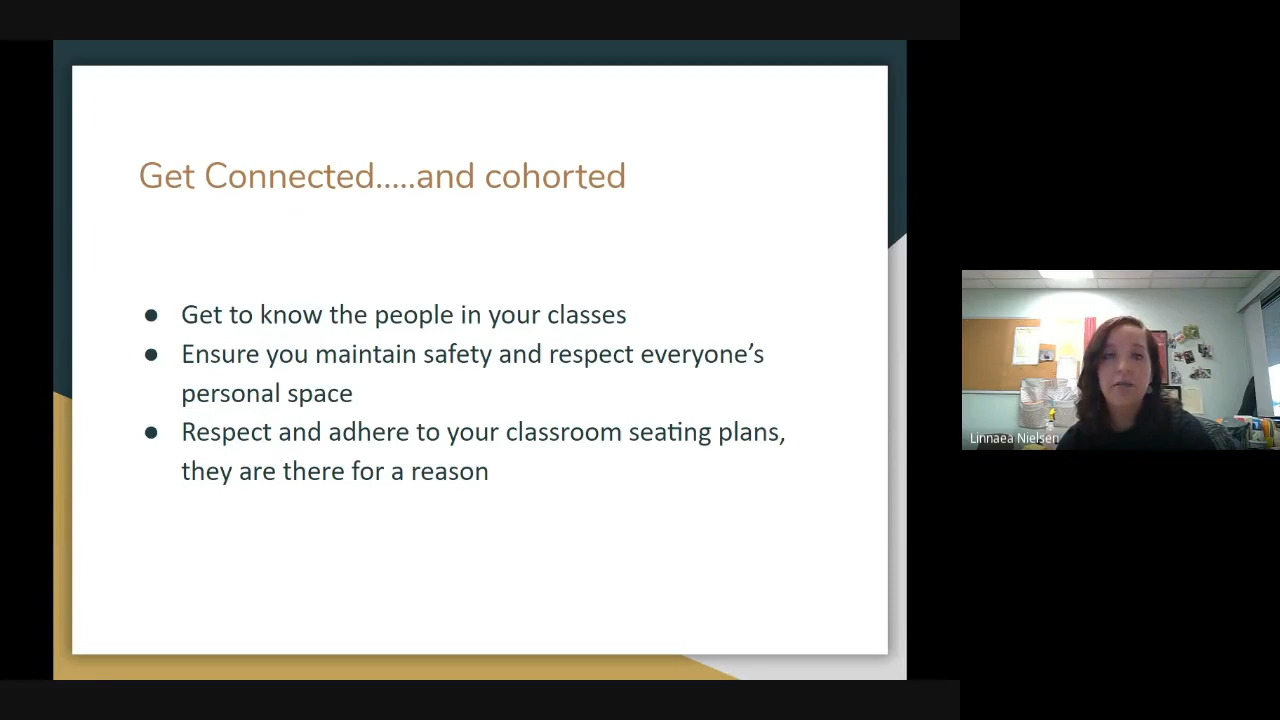 Get Connected.....and cohorted
● Get to know the people in your classes
● Ensure you maintain safety and respect everyone’s
personal space
● Respect and adhere to your classroom seating plans,
they are there for a reason
Linnaea Nielsen